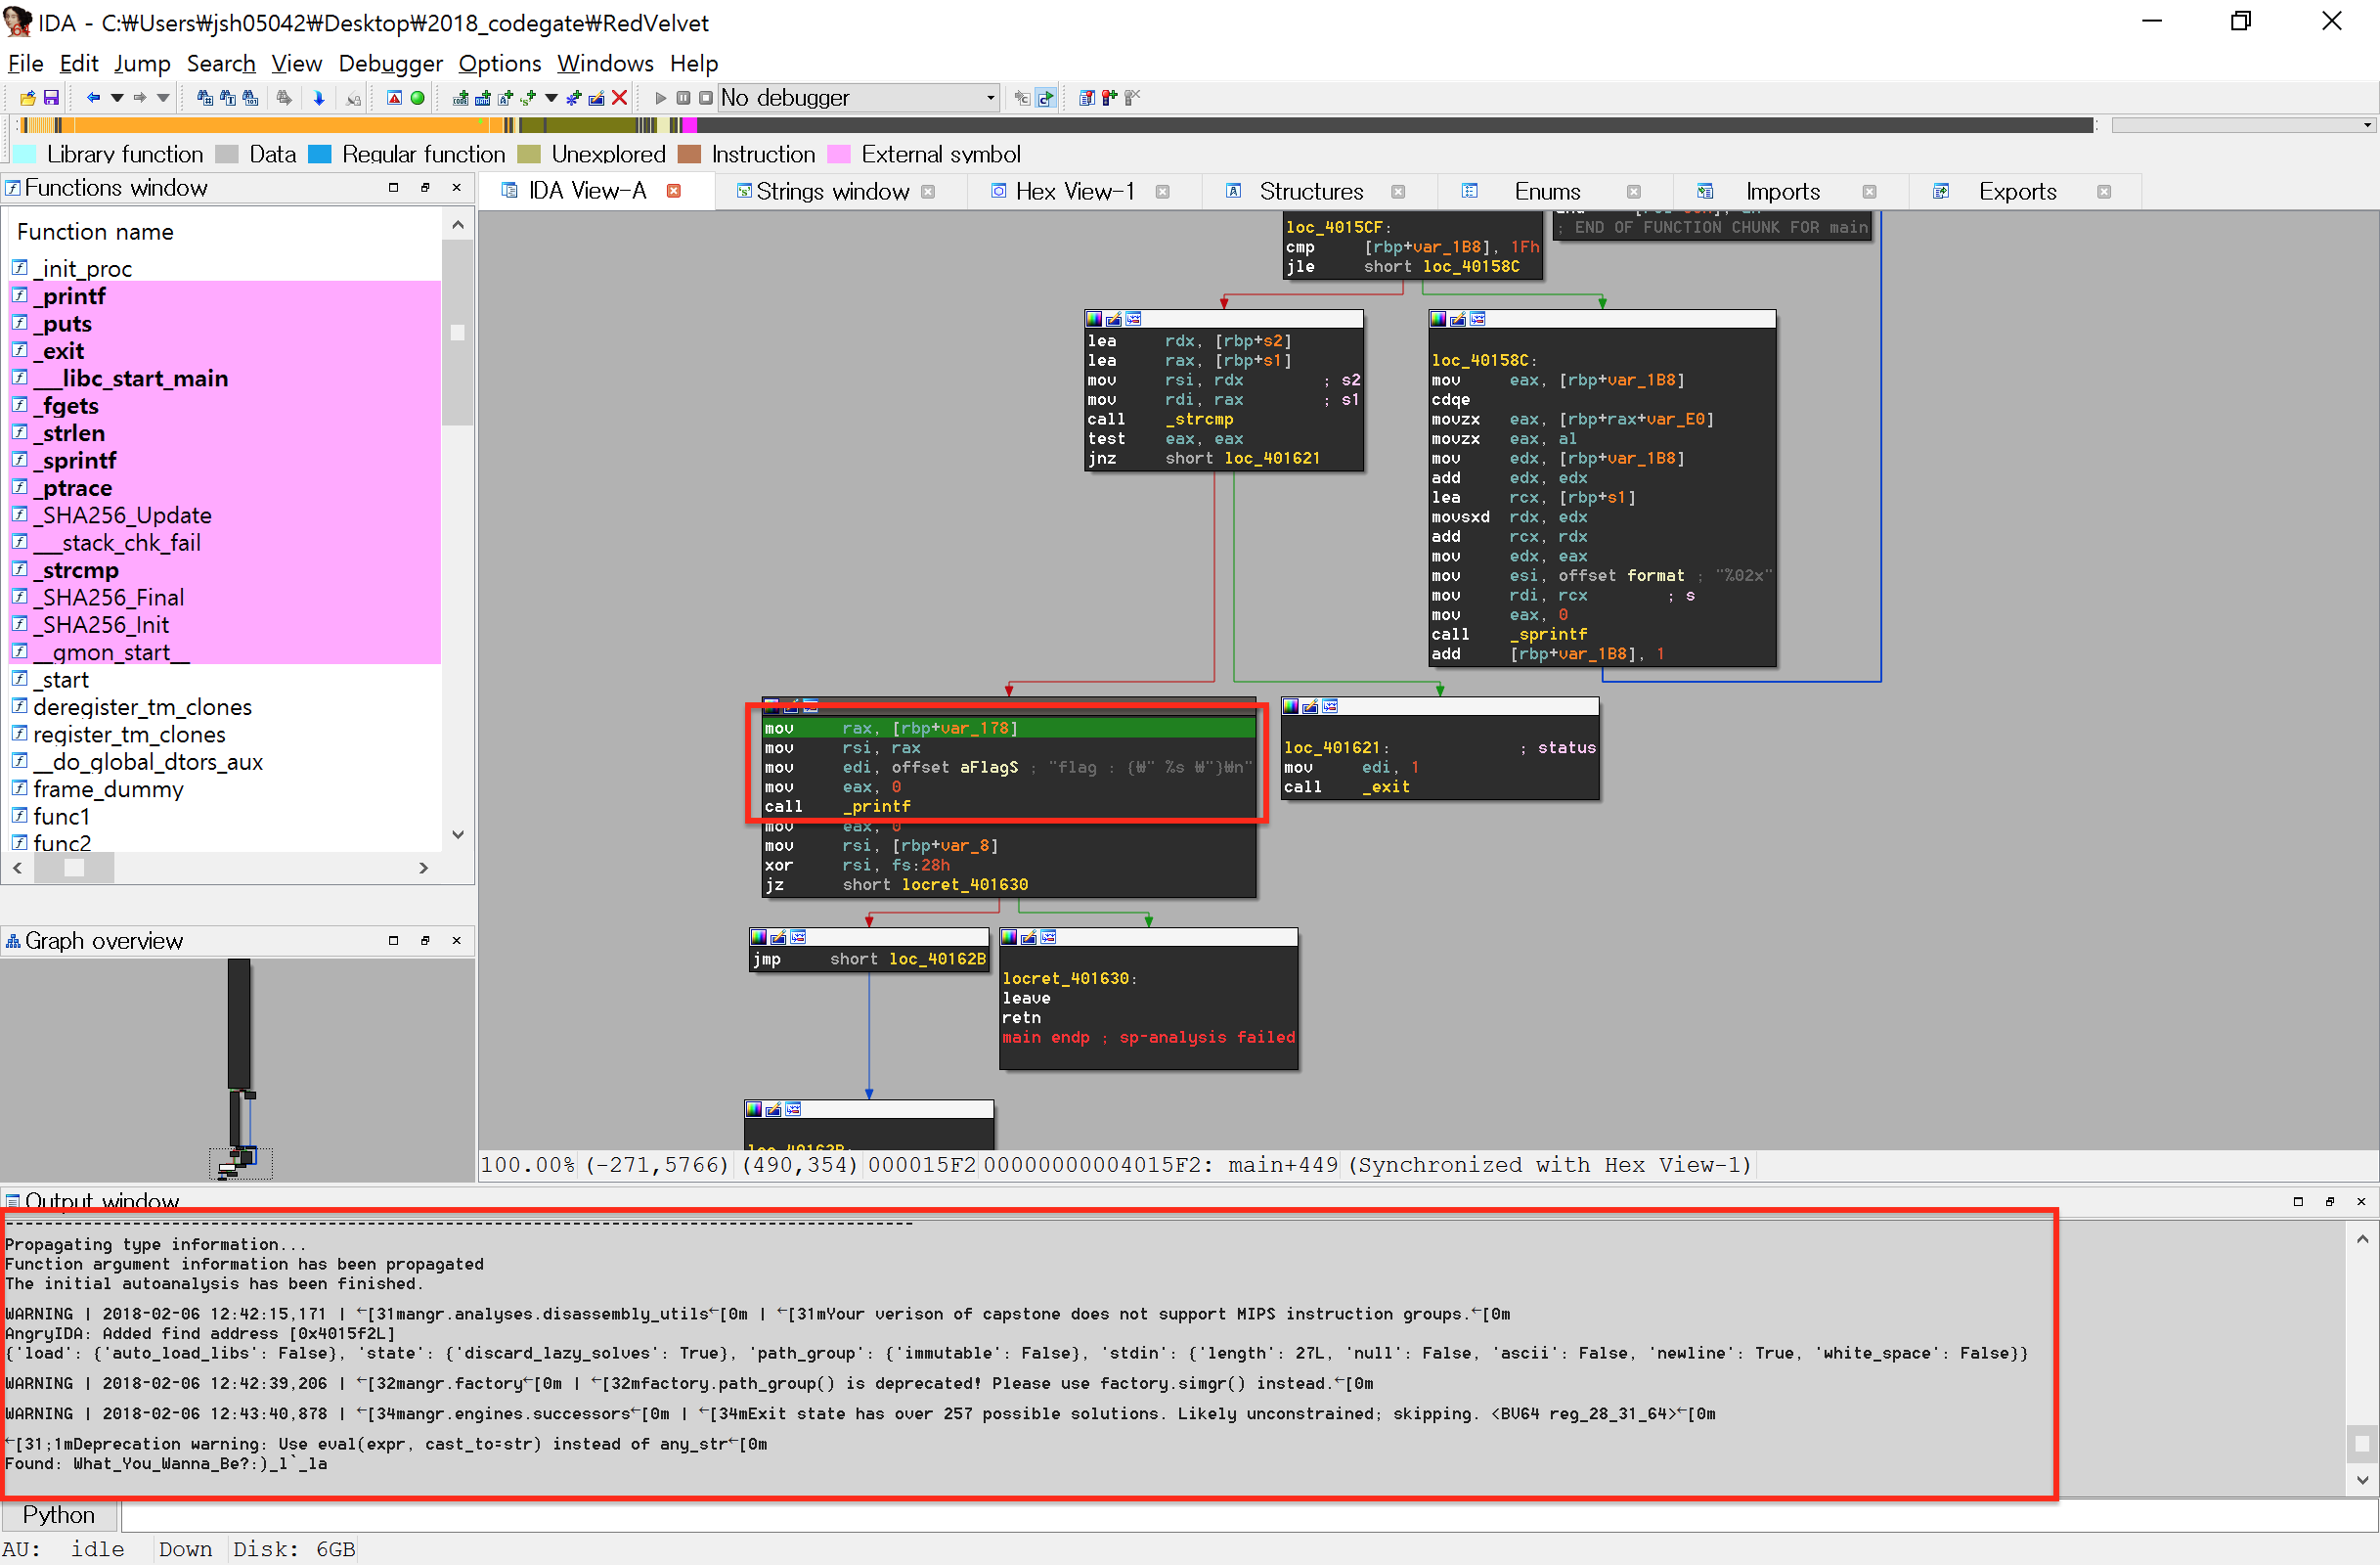 IDA - C:₩Users₩jsh05042₩Desktop₩2018_codegate₩RedVelvet
File Edit Jump Search View Debugger Options Windows Help
No debugger
Library function Data Regular function Unexplored Instruction External symbol
Functions window
Function name
_init_proc
_printf
_puts
_exit
___libc_start_main
_fgets
_strlen
_sprintf
_ptrace
_SHA256_Update
___stack_chk_fail
_strcmp
_SHA256_Final
_SHA256_Init
__gmon_start__
_start
deregister_tm_clones
register_tm_clones
__do_global_dtors_aux
frame_dummy
func1
func2
Graph overview
IDA View-A Strings window Hex View-1 Structures Enums Imports Exports
loc_4015CF:
cmp [rbp+var_1B8], 1Fh
jle short loc_40158C
; END OF FUNCTION CHUNK FOR main
lea rdx, [rbp+s2]
lea rax, [rbp+s1]
mov rsi, rdx ; s2
mov rdi, rax ; s1
call _strcmp
test eax, eax
jnz short loc_401621
loc_40158C:
mov eax, [rbp+var_1B8]
cdqe
movzx eax, [rbp+rax+var_E0]
movzx eax, al
mov edx, [rbp+var_1B8]
add edx, edx
lea rcx, [rbp+s1]
movsxd rdx, edx
add rcx, rdx
mov edx, eax
mov esi, offset format ; "%02x"
mov rdi, rcx ; s
mov eax, 0
call _sprintf
add [rbp+var_1B8], 1
mov rax, [rbp+var_178]
mov rsi, rax
mov edi, offset aFlagS ; "flag : {₩" %s ₩"}₩n"
mov eax, 0
call _printf
mov eax, 0
mov rsi, [rbp+var_8]
xor rsi, fs:28h
jz short locret_401630
loc_401621: ; status
mov edi, 1
call _exit
jmp short loc_40162B
locret_401630:
leave
retn
main endp ; sp-analysis failed
loc_40162B:
100.00% (-271,5766) (490,354) 000015F2 00000000004015F2: main+449 (Synchronized with Hex View-1)
Output window
---------------------------------------------------------------------------------------------
Propagating type information...
Function argument information has been propagated
The initial autoanalysis has been finished.
WARNING | 2018-02-06 12:42:15,171 | ←[31mangr.analyses.disassembly_utils←[0m | ←[31mYour verison of capstone does not support MIPS instruction groups.←[0m
AngryIDA: Added find address [0x4015f2L]
{'load': {'auto_load_libs': False}, 'state': {'discard_lazy_solves': True}, 'path_group': {'immutable': False}, 'stdin': {'length': 27L, 'null': False, 'ascii': False, 'newline': True, 'white_space': False}}
WARNING | 2018-02-06 12:42:39,206 | ←[32mangr.factory←[0m | ←[32mfactory.path_group() is deprecated! Please use factory.simgr() instead.←[0m
WARNING | 2018-02-06 12:43:40,878 | ←[34mangr.engines.successors←[0m | ←[34mExit state has over 257 possible solutions. Likely unconstrained; skipping. <BV64 reg_28_31_64>←[0m
←[31;1mDeprecation warning: Use eval(expr, cast_to=str) instead of any_str←[0m
Found: What_You_Wanna_Be?:)_l`_la
Python
AU: idle Down Disk: 6GB